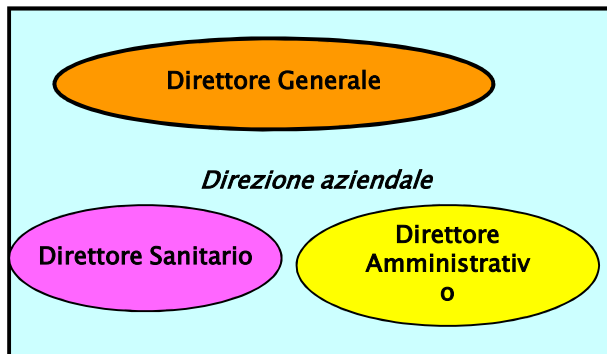 Direttore Generale
Direzione aziendale
Direttore Sanitario
Direttore
Amministrativ
o